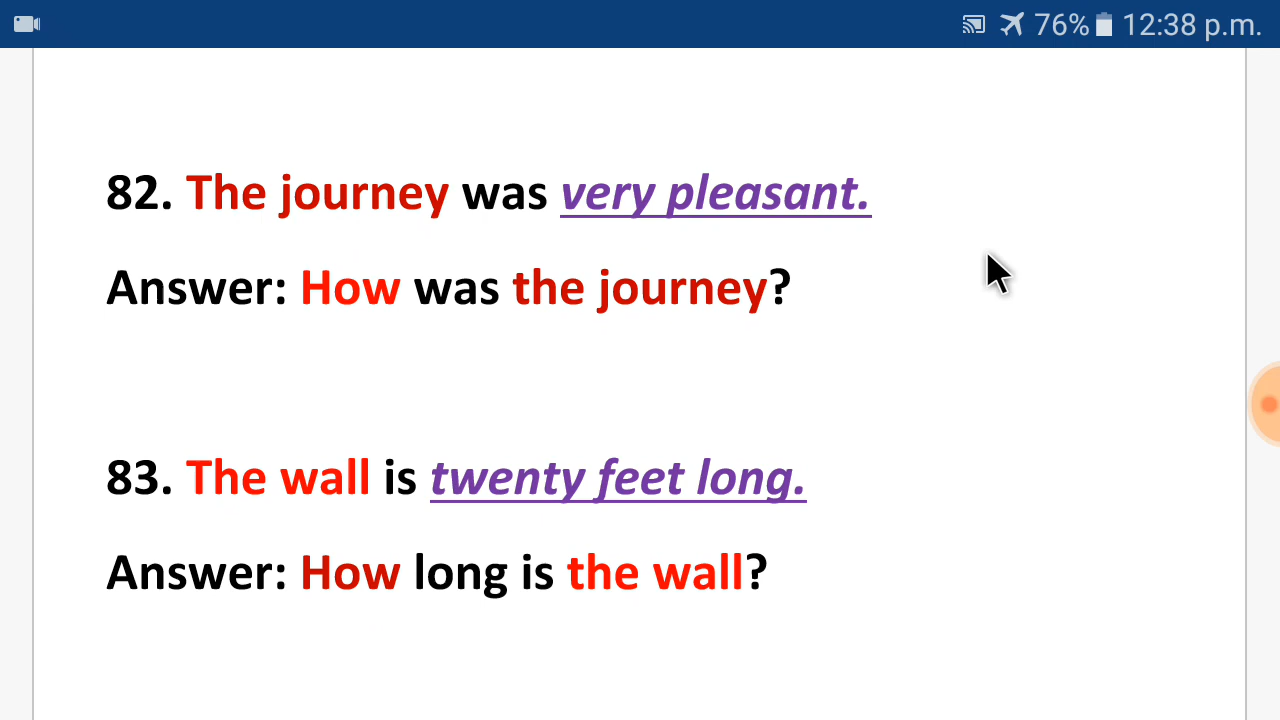 76% 12:38 p.m.
82. The journey was very pleasant.
Answer: How was the journey?
83. The wall is twenty feet long.
Answer: How long is the wall?